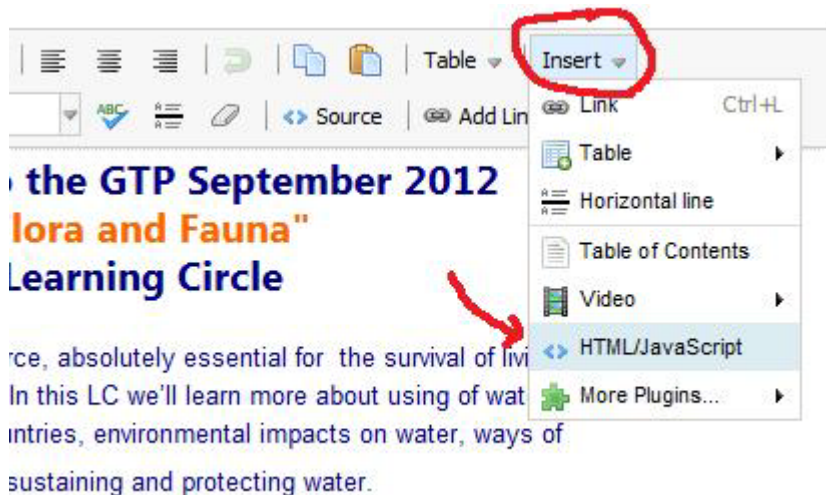 Table Insert
ABC Source Add Lin
Link Ctrl+L
Table
Horizontal line
Table of Contents
Video
HTML/JavaScript
More Plugins...
the GTP September 2012
lora and Fauna"
Learning Circle
rce, absolutely essential for the survival of livi
In this LC we'll learn more about using of wat
untries, environmental impacts on water, ways of
sustaining and protecting water.